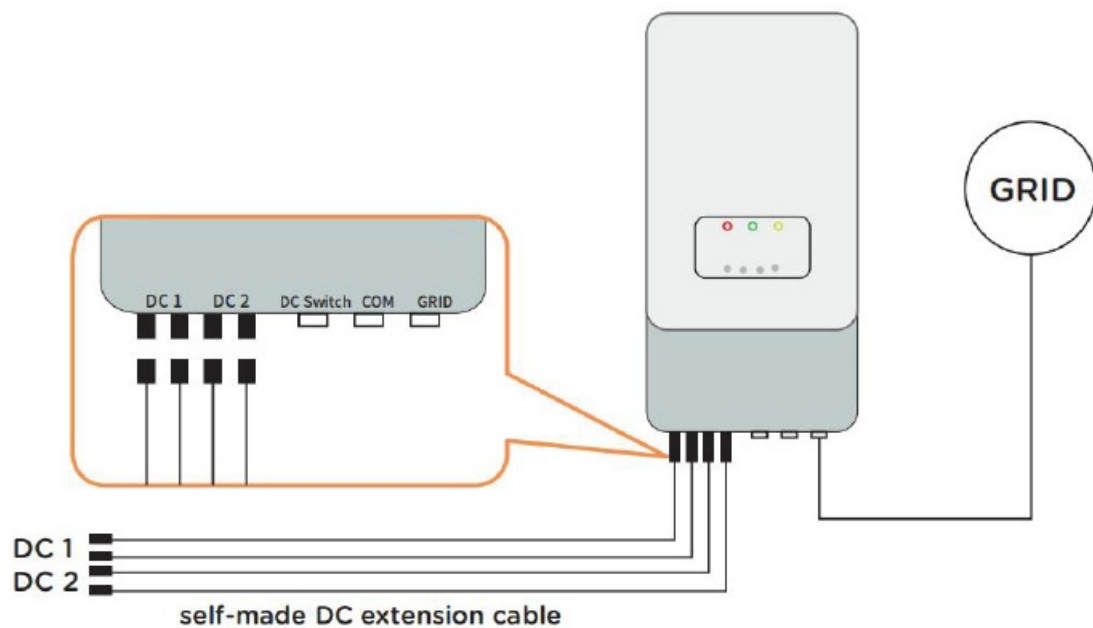 GRID
DC 1 DC 2 DC Switch COM GRID
DC 1
DC 2
self-made DC extension cable